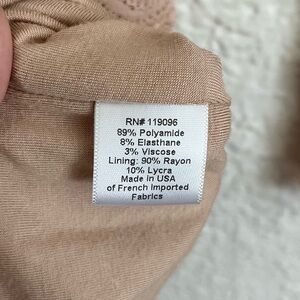 RN# 119096
89% Polyamide
8% Elasthane
3% Viscose
Lining: 90% Rayon
10% Lycra
Made in USA
of French Imported
Fabrics